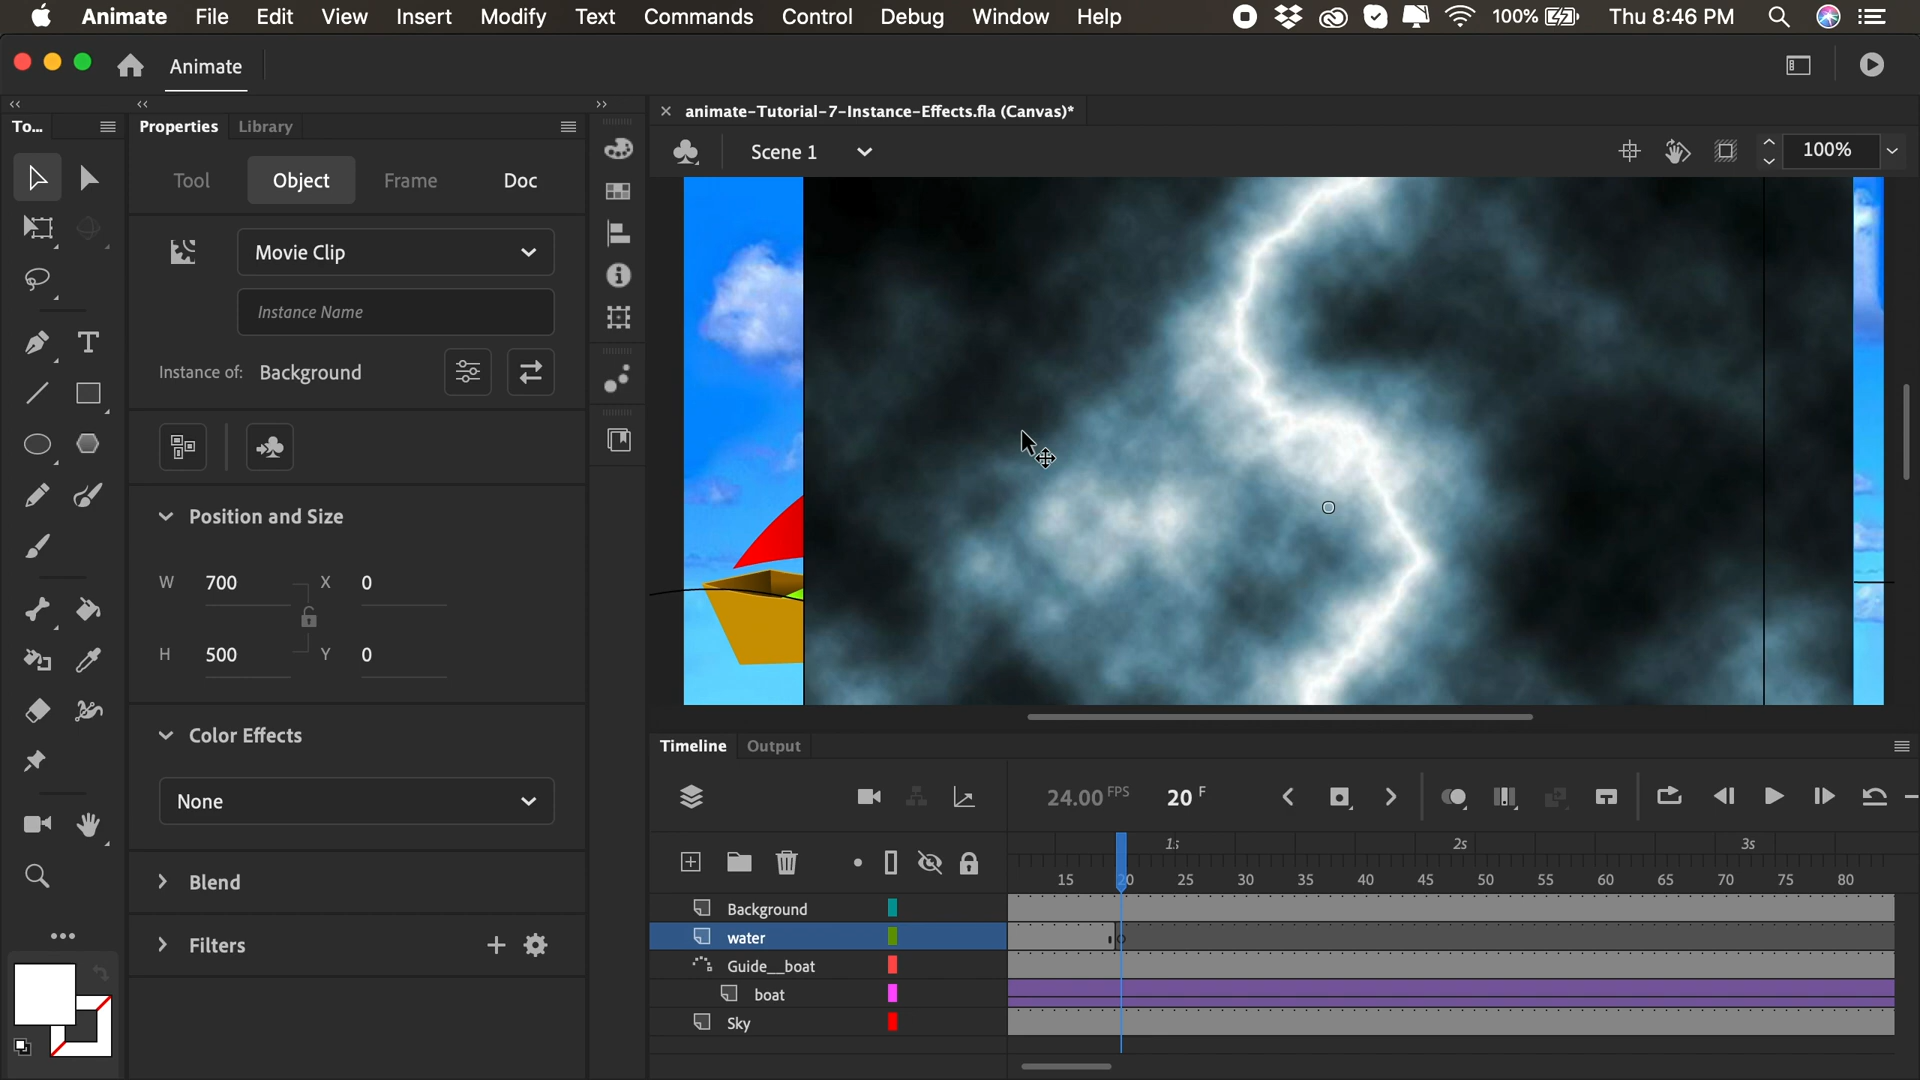 Animate File Edit View Insert Modify Text Commands Control Debug Window Help 100% Thu 8:46 PM
Animate
To... Properties Library animate-Tutorial-7-Instance-Effects.fla (Canvas)*
Tool Object Frame Doc Scene 1 100%
Movie Clip
Instance Name
Instance of: Background
Position and Size
W 700 X 0
H 500 Y 0
Color Effects
None
Blend
Filters
Timeline Output
24.00 FPS 20 F
1s 2s 3s
15 20 25 30 35 40 45 50 55 60 65 70 75 80
Background
water
Guide__boat
boat
Sky